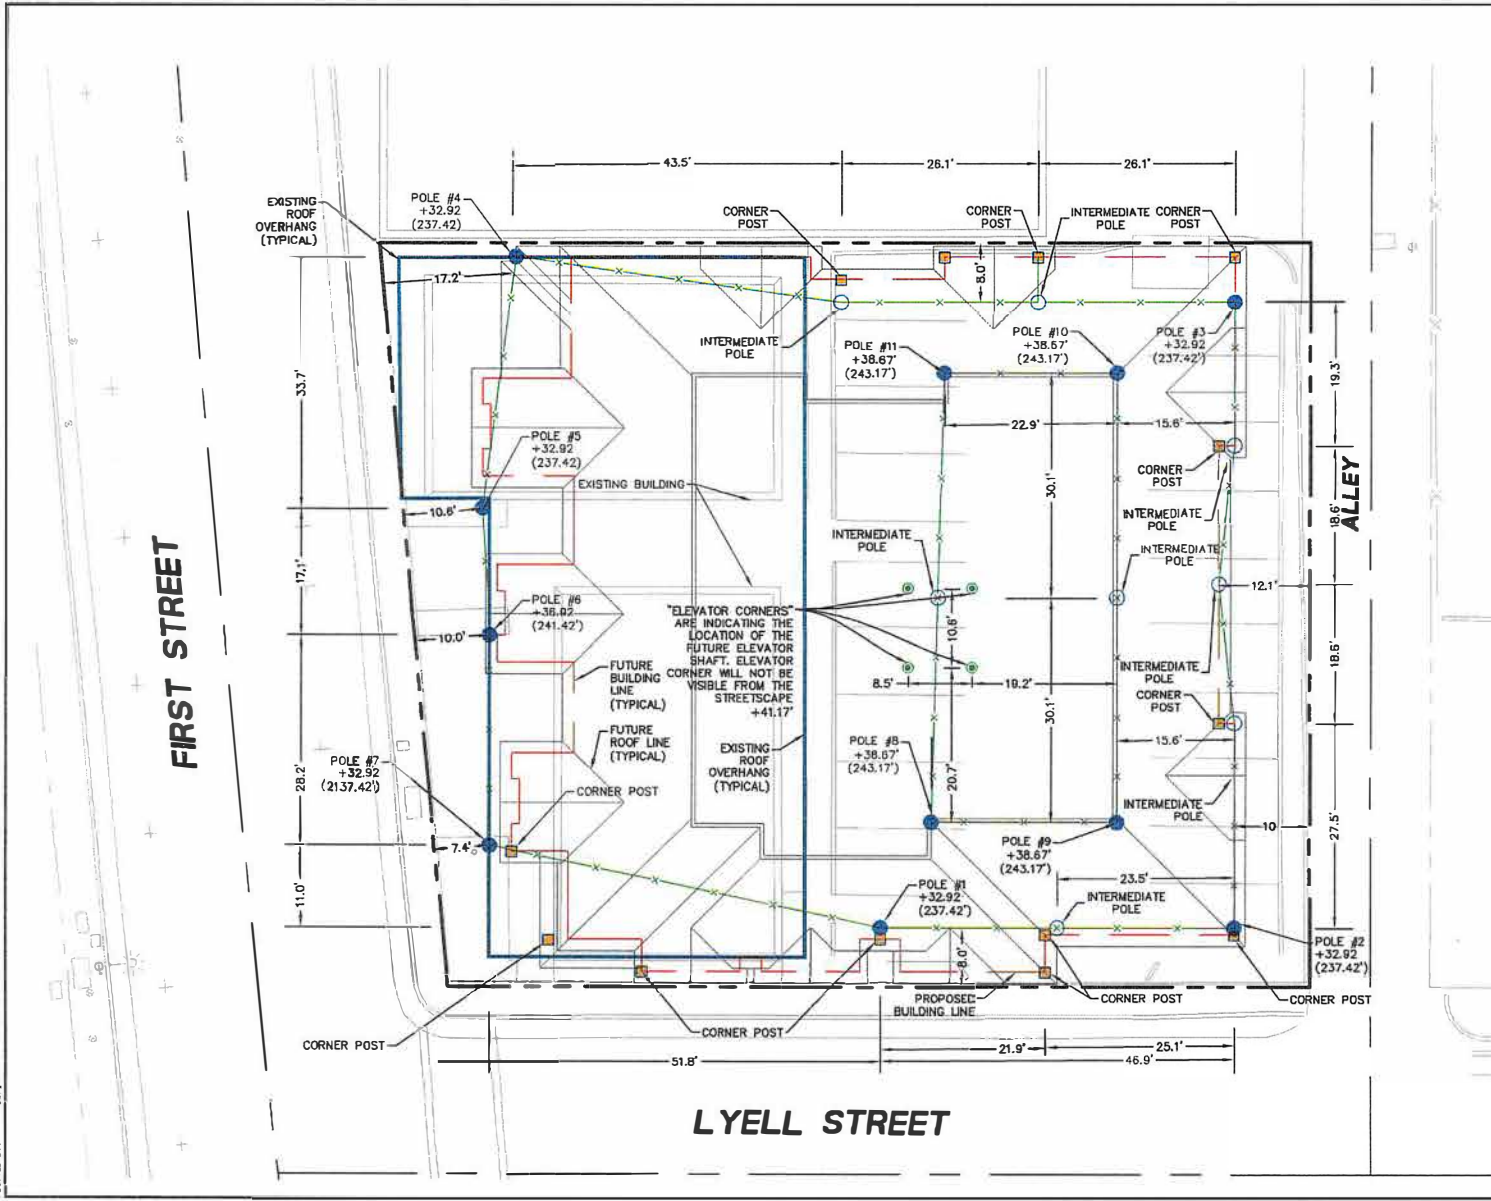 43.5'
26.1'
26.1'
EXISTING
ROOF
OVERHANG
(TYPICAL)
POLE #4
+32.92
(237.42)
CORNER
POST
CORNER
POST
INTERMEDIATE
POLE
CORNER
POST
17.2'
8.0'
INTERMEDIATE
POLE
POLE #11
+38.67'
(243.17')
POLE #10
+38.57'
(243.17')
POLE #3
+32.92
(237.42')
33.7'
19.3'
22.9'
15.6'
POLE #5
+32.92
(237.42)
EXISTING BUILDING
30.1'
CORNER
POST
ALLEY
18.6'
10.6'
INTERMEDIATE
POLE
INTERMEDIATE
POLE
INTERMEDIATE
POLE
17.1'
12.1'
FIRST STREET
POLE #6
+36.92
(241.42')
10.0'
"ELEVATOR CORNERS"
ARE INDICATING THE
LOCATION OF THE
FUTURE ELEVATOR
SHAFT. ELEVATOR
CORNER WILL NOT BE
VISIBLE FROM THE
STREETSCAPE
+41.17'
10.6'
8.5'
19.2'
18.6'
INTERMEDIATE
POLE
CORNER
POST
FUTURE
BUILDING
LINE
(TYPICAL)
30.1'
FUTURE
ROOF LINE
(TYPICAL)
EXISTING
ROOF
OVERHANG
(TYPICAL)
POLE #8
+38.67'
(243.17')
15.6'
POLE #7
+32.92
(2137.42')
28.2'
20.7'
CORNER POST
INTERMEDIATE
POLE
10
27.5'
7.4'
POLE #9
+38.67'
(243.17')
23.5'
11.0'
POLE #1
+32.92'
(237.42')
INTERMEDIATE
POLE
8.0'
POLE #2
+32.92
(237.42')
PROPOSED
BUILDING LINE
CORNER POST
CORNER POST
CORNER POST
CORNER POST
51.8'
21.9'
25.1'
46.9'
LYELL STREET